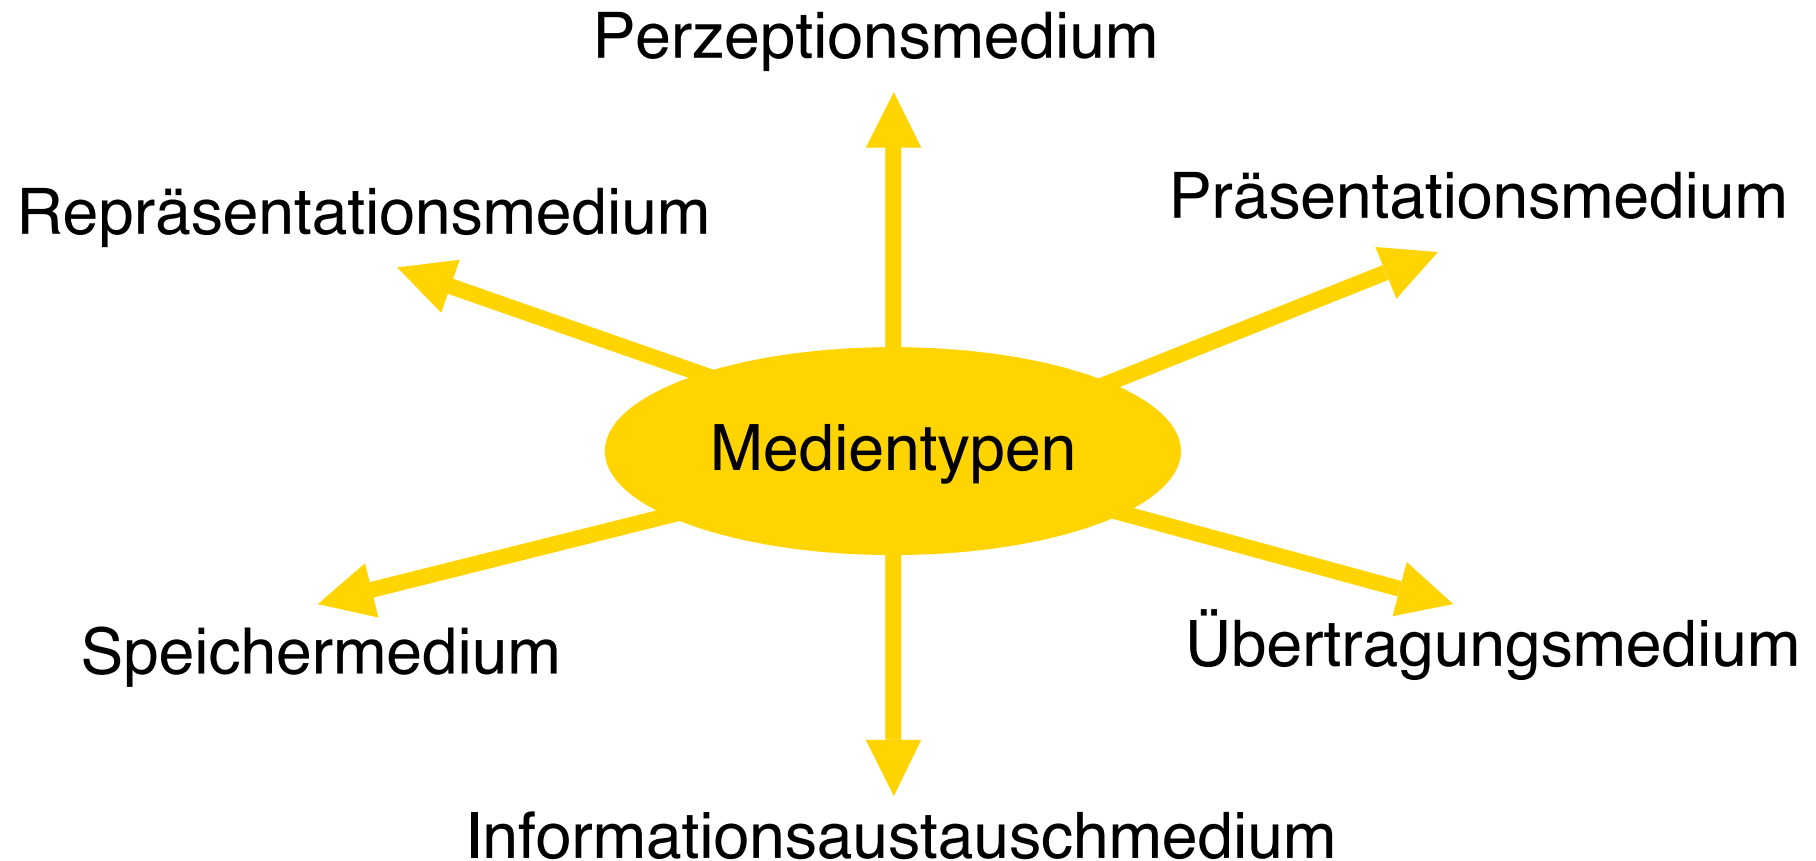 Perzeptionsmedium
Repräsentationsmedium
Präsentationsmedium
Medientypen
Speichermedium
Übertragungsmedium
Informationsaustauschmedium